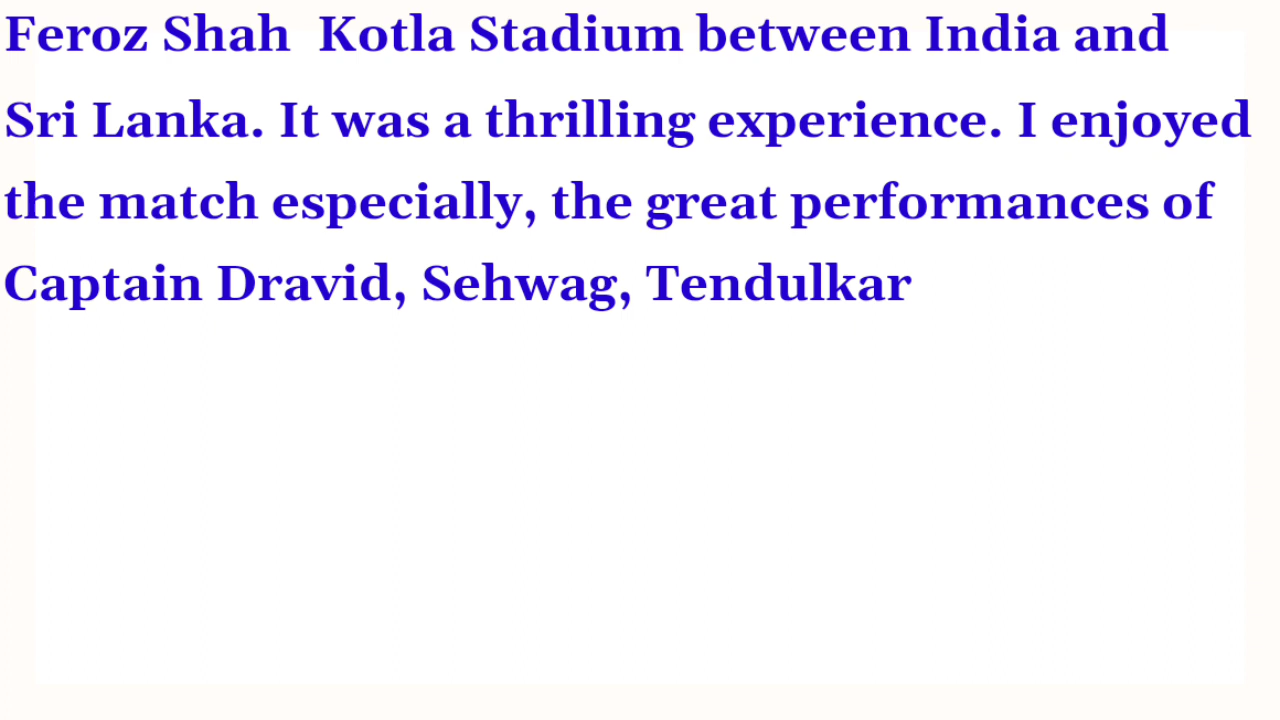 Feroz Shah  Kotla Stadium between India and
Sri Lanka. It was a thrilling experience. I enjoyed
the match especially, the great performances of
Captain Dravid, Sehwag, Tendulkar